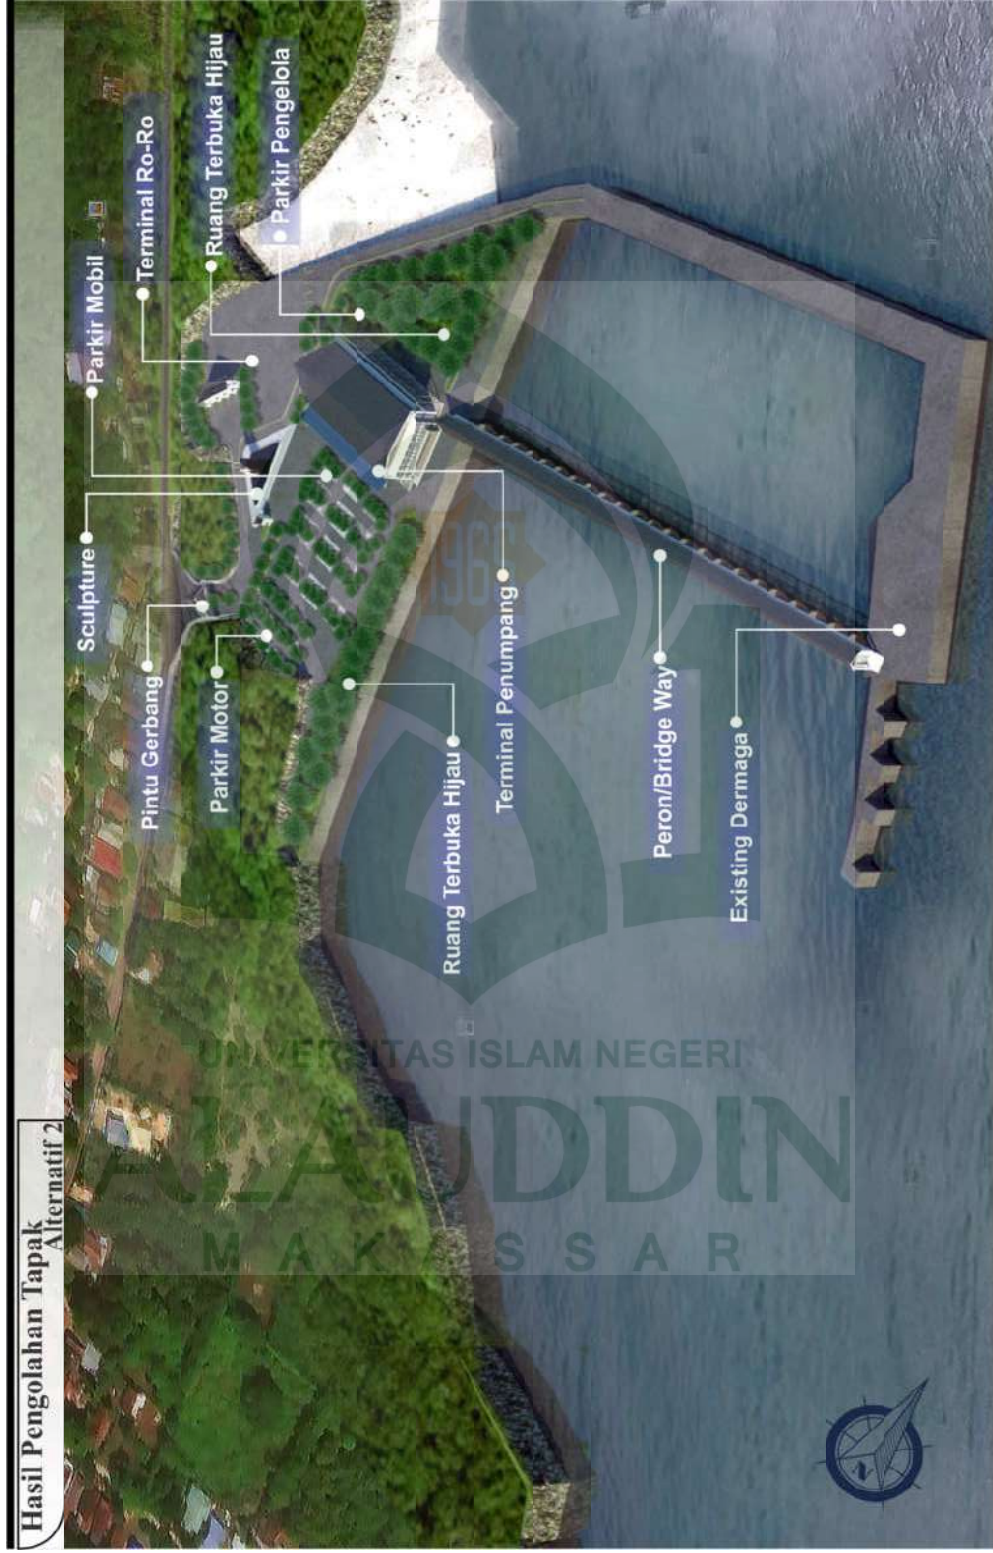 Hasil Pengolahan Tapak
Alternatif 2
Pintu Gerbang
Sculpture
Parkir Mobil
Terminal Ro-Ro
Parkir Motor
Ruang Terbuka Hijau
Parkir Pengelola
Ruang Terbuka Hijau
Terminal Penumpang
Peron/Bridge Way
Existing Dermaga
1965
UNIVERSITAS ISLAM NEGERI
ALAUDDIN
MAKASSAR
N